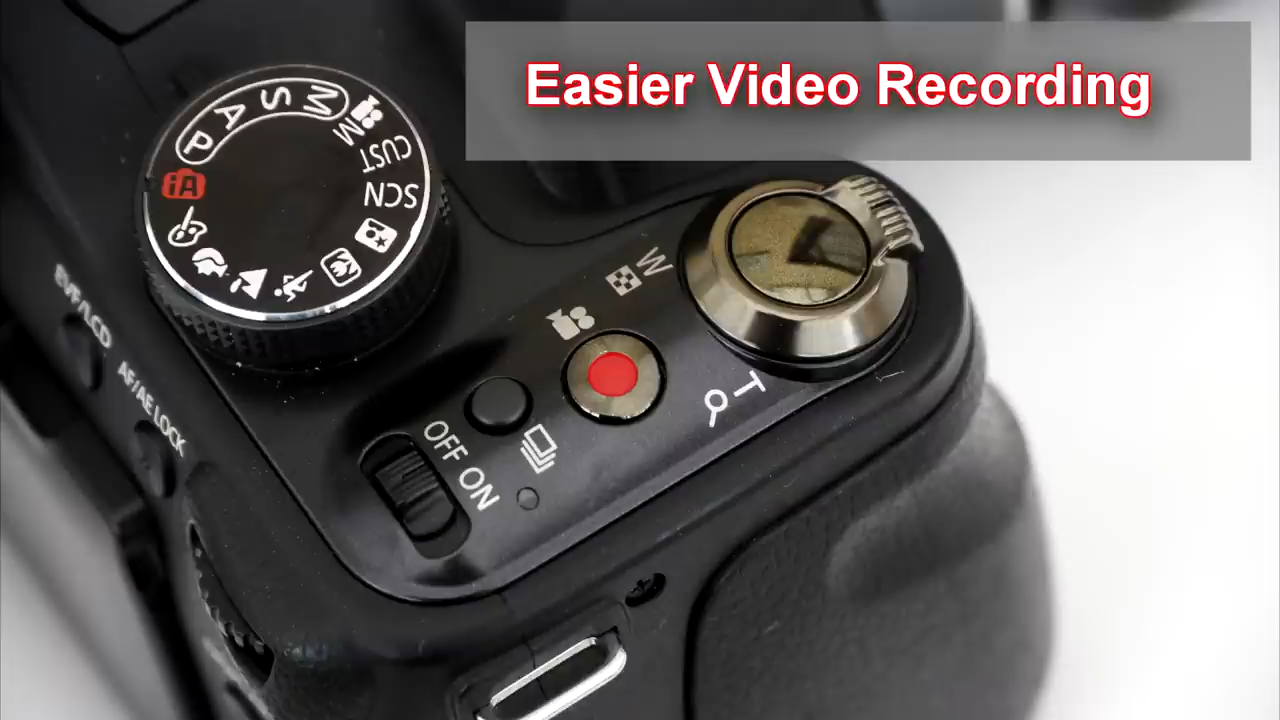 Easier Video Recording
P A S M
M
CUST
SCN
iA
EVF/LCD
AF/AE LOCK
OFF ON
W
T